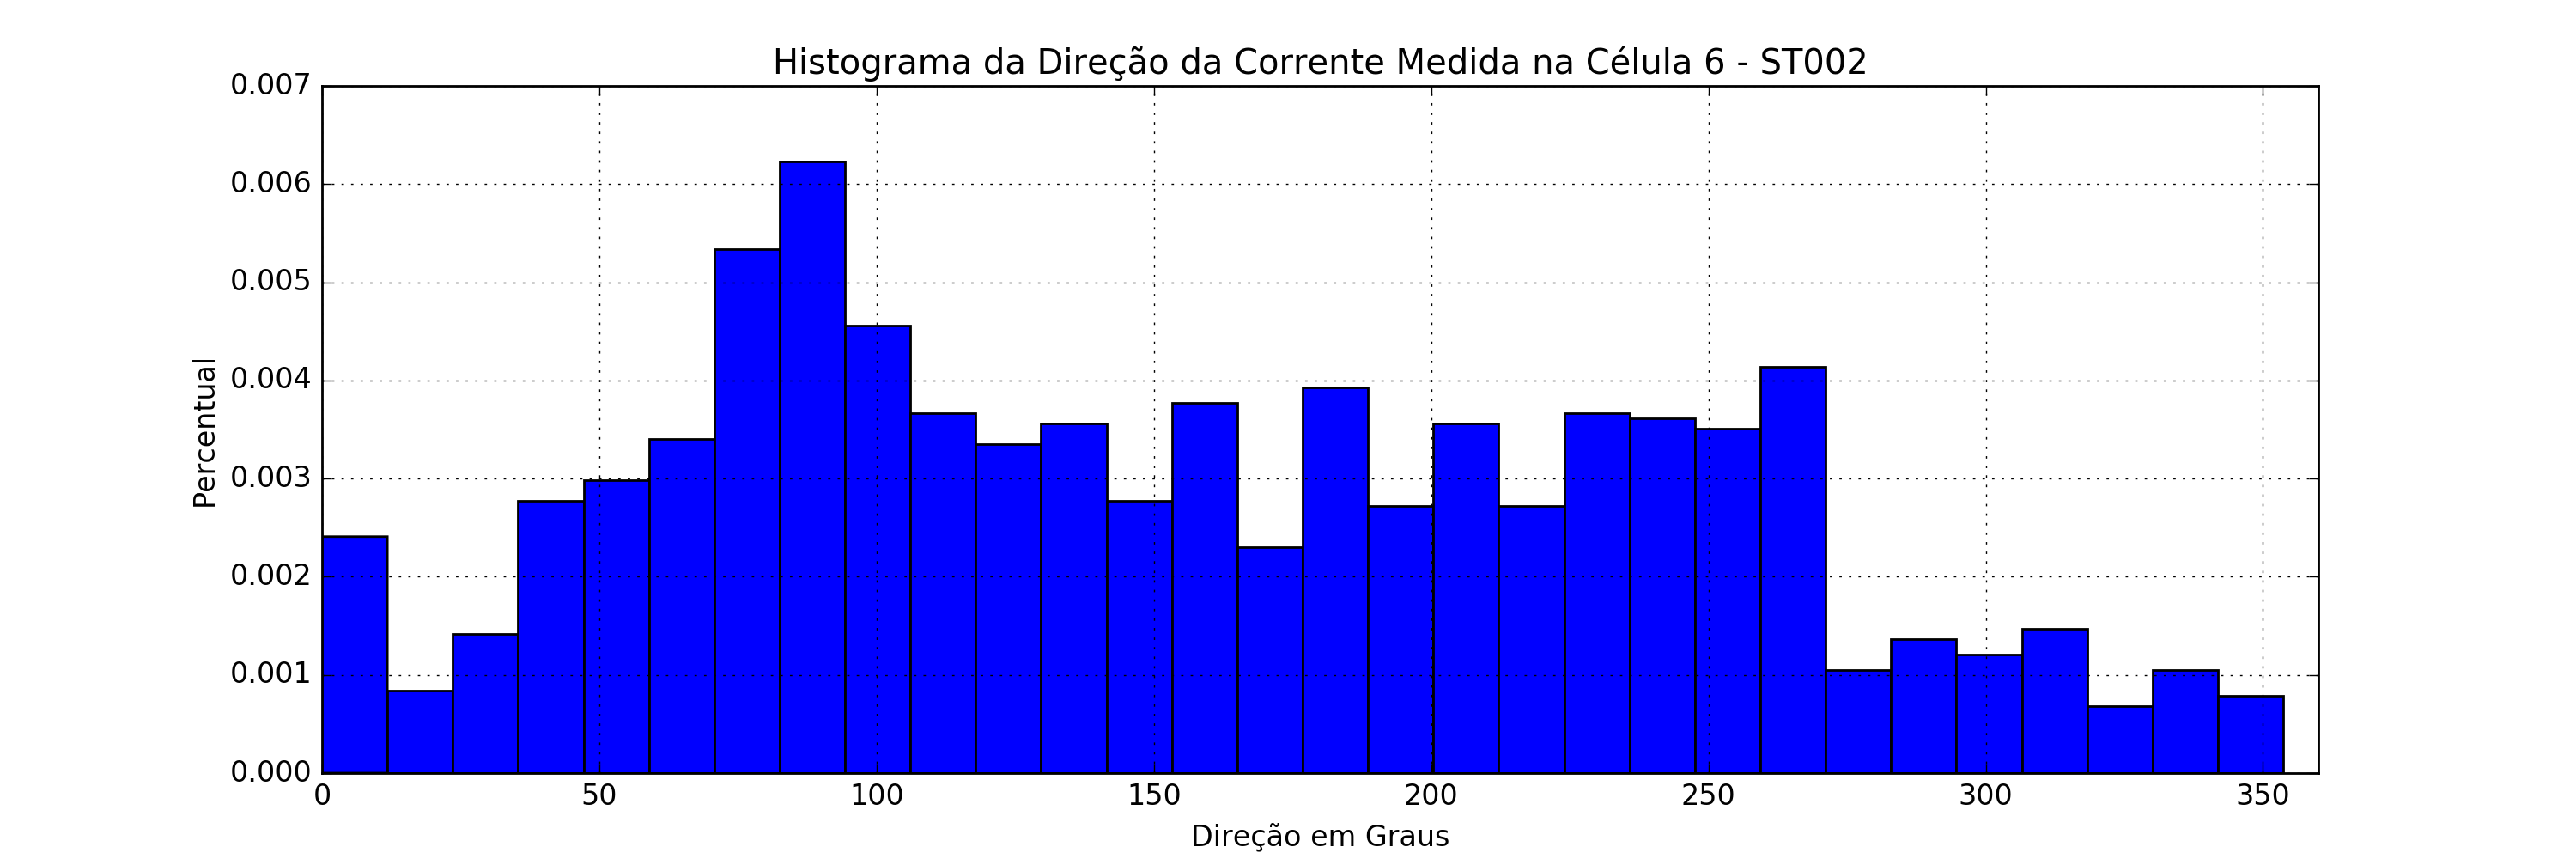 Histograma da Direção da Corrente Medida na Célula 6 - ST002
0.007
0.006
0.005
0.004
0.003
0.002
0.001
0.000
Percentual
0 50 100 150 200 250 300 350
Direção em Graus